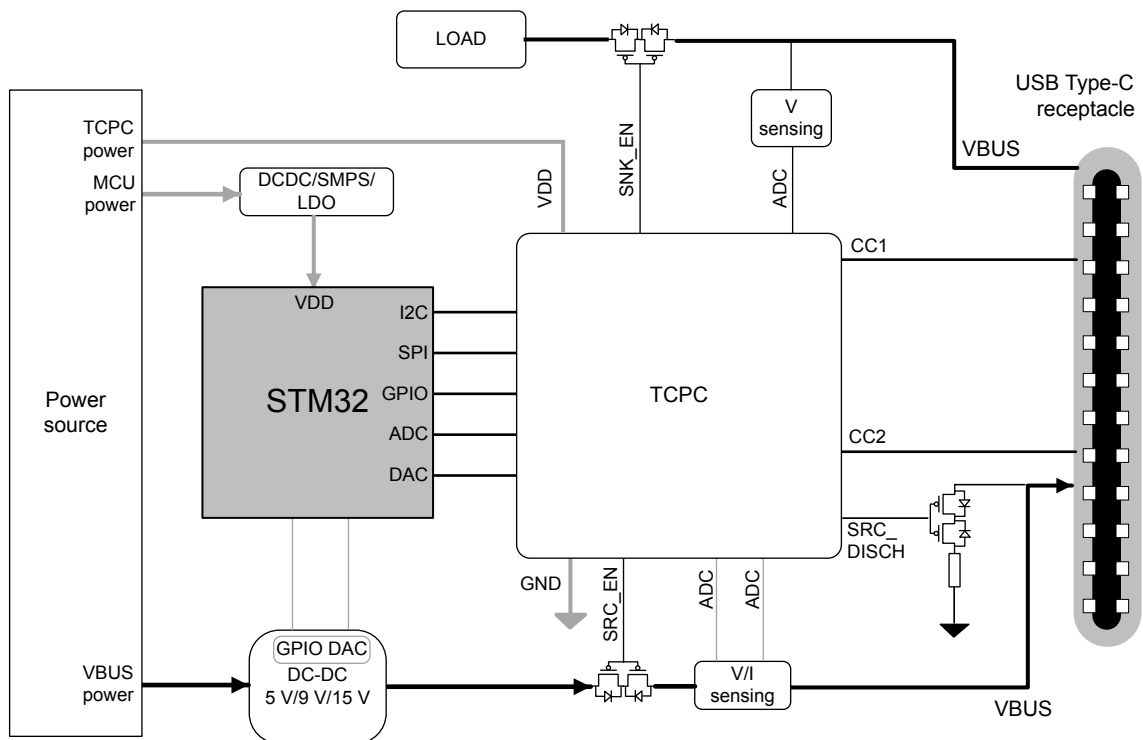 LOAD
USB Type-C
receptacle
TCPC
power
V
sensing
VBUS
MCU
power
DCDC/SMPS/
LDO
VDD
SNK_EN
ADC
CC1
VDD
I2C
SPI
GPIO
ADC
DAC
STM32
TCPC
Power
source
CC2
SRC_
DISCH
GND
SRC_EN
ADC
ADC
GPIO DAC
DC-DC
5 V/9 V/15 V
VBUS
power
V/I
sensing
VBUS